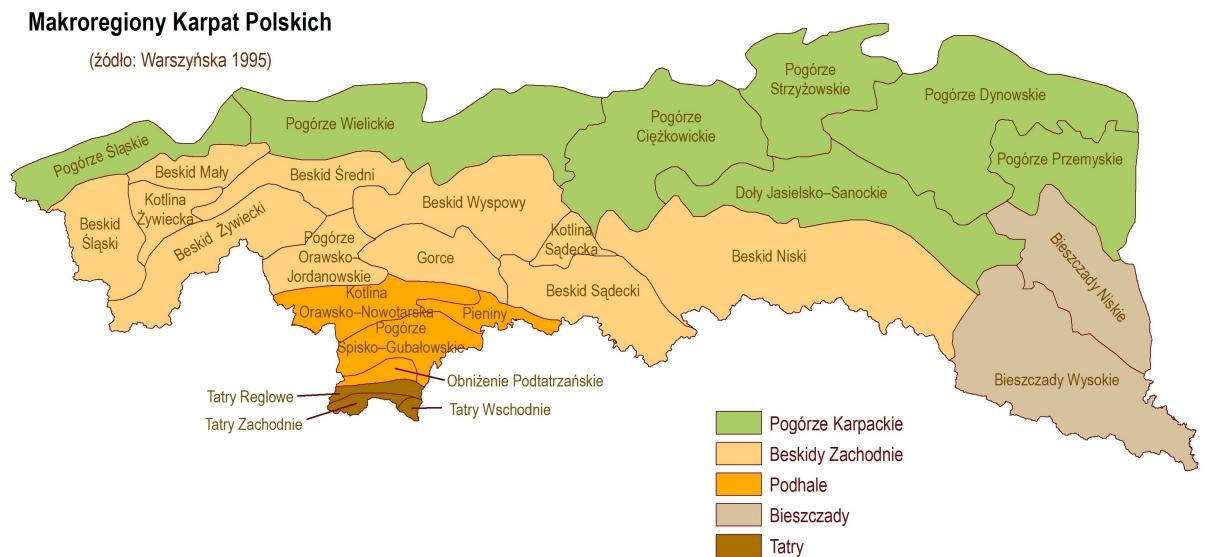 Makroregiony Karpat Polskich
(źódło: Warszyńska 1995)
Pogórze Śląskie
Pogórze Wielickie
Pogórze
Ciężkowickie
Pogórze
Strzyżowskie
Pogórze Dynowskie
Pogórze Przemyskie
Doły Jasielsko–Sanockie
Beskid Mały
Beskid Średni
Kotlina
Żywiecka
Beskid
Śląski
Beskid Żywiecki
Beskid Wyspowy
Pogórze
Orawsko–
Jordanowskie
Gorce
Kotlina
Sądecka
Beskid Sądecki
Beskid Niski
Bieszczady Niskie
Bieszczady Wysokie
Kotlina
Orawsko–Nowotarska
Pieniny
Pogórze
Spisko–Gubałowskie
Obniżenie Podtatrzańskie
Tatry Reglowe
Tatry Zachodnie
Tatry Wschodnie
Pogórze Karpackie
Beskidy Zachodnie
Podhale
Bieszczady
Tatry